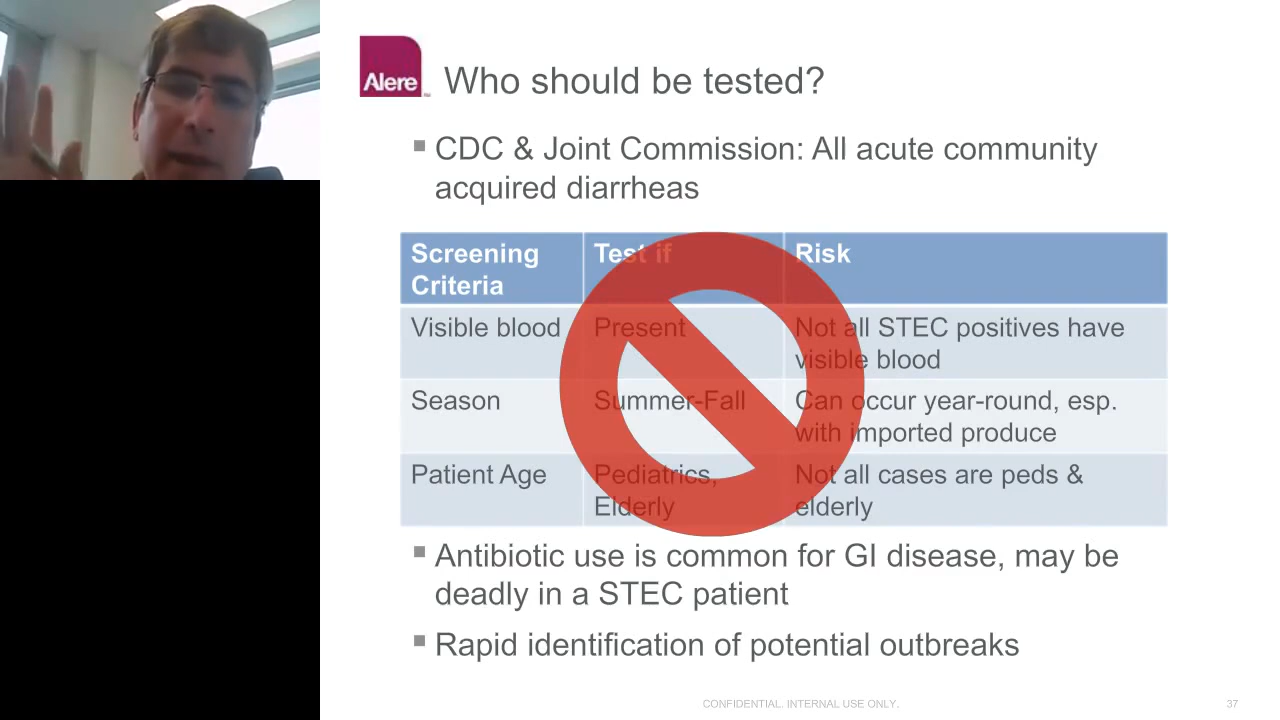 Alere
Who should be tested?
CDC & Joint Commission: All acute community
acquired diarrheas
Screening Criteria
Test if
Risk
Visible blood
Present
Not all STEC positives have
visible blood
Season
Summer-Fall
Can occur year-round, esp.
with imported produce
Patient Age
Pediatrics,
Elderly
Not all cases are peds &
elderly
Antibiotic use is common for GI disease, may be
deadly in a STEC patient
Rapid identification of potential outbreaks
CONFIDENTIAL. INTERNAL USE ONLY.
37